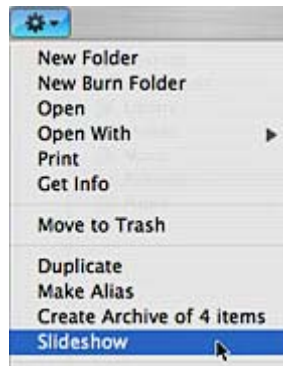 New Folder
New Burn Folder
Open
Open With
Print
Get Info
Move to Trash
Duplicate
Make Alias
Create Archive of 4 items
Slideshow